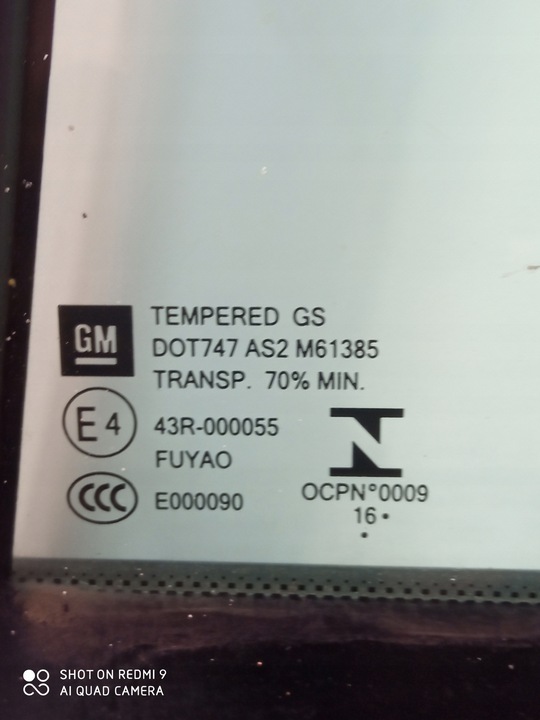 GM
TEMPERED GS
DOT747 AS2 M61385
TRANSP. 70% MIN.
E4
43R-000055
FUYAO
CCC
E000090
OCPN°0009
16•
•
SHOT ON REDMI 9
AI QUAD CAMERA